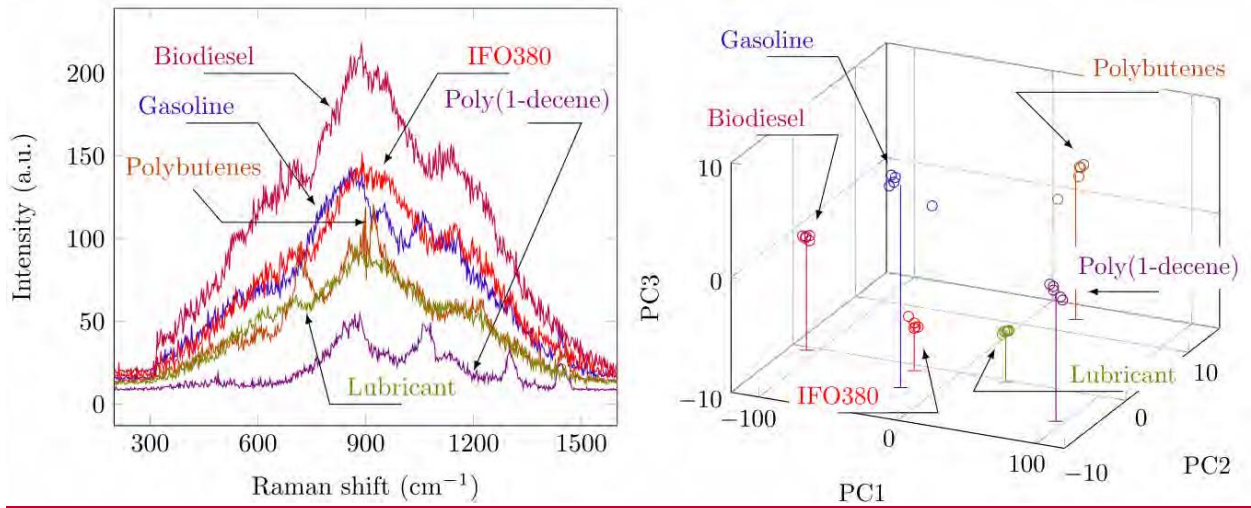 Biodiesel
IFO380
Gasoline
Poly(1-decene)
Polybutenes
Lubricant
Intensity (a.u.)
200
150
100
50
0
300
600
900
1200
1500
Raman shift (cm⁻¹)
Gasoline
Polybutenes
Biodiesel
Poly(1-decene)
IFO380
Lubricant
PC3
10
0
−10
−100
0
100
PC1
−10
0
10
PC2